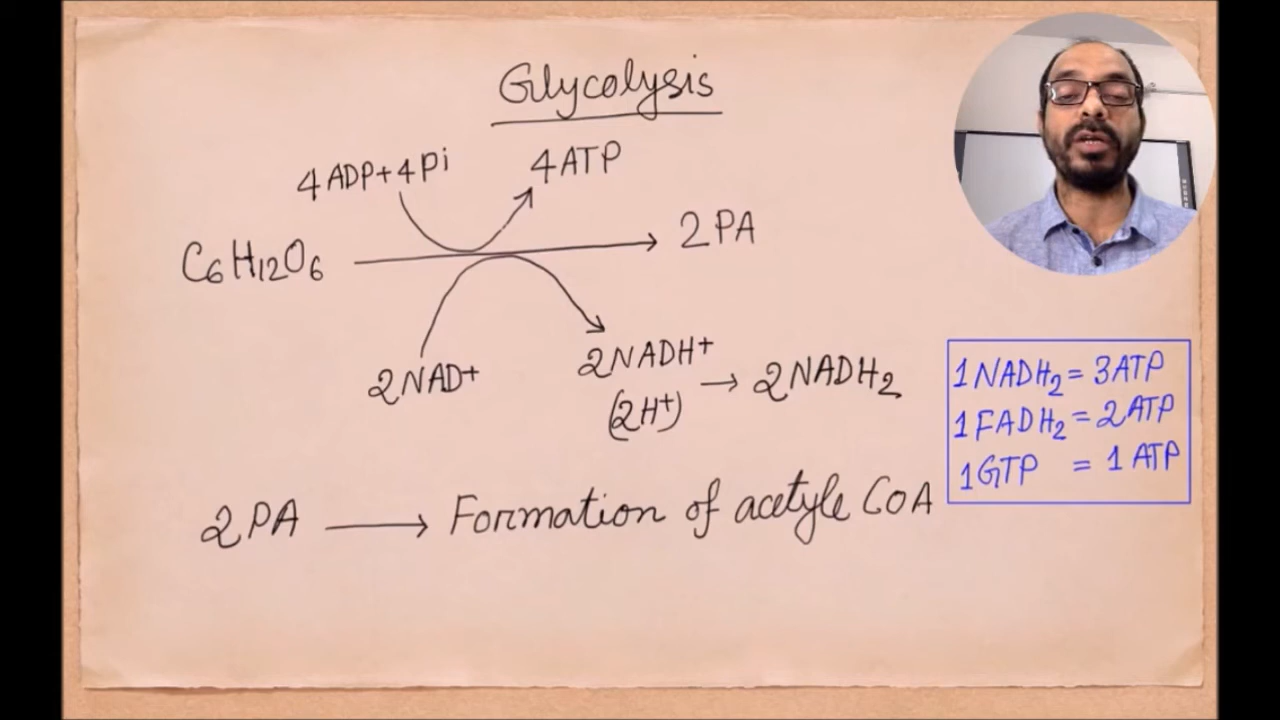 Glycolysis
4ADP+4Pi
4ATP
C6H12O6
2PA
2NAD+
2NADH+
(2H+)
→ 2NADH2
1NADH2 = 3ATP
1FADH2 = 2ATP
1GTP = 1ATP
2PA → Formation of acetyle CoA